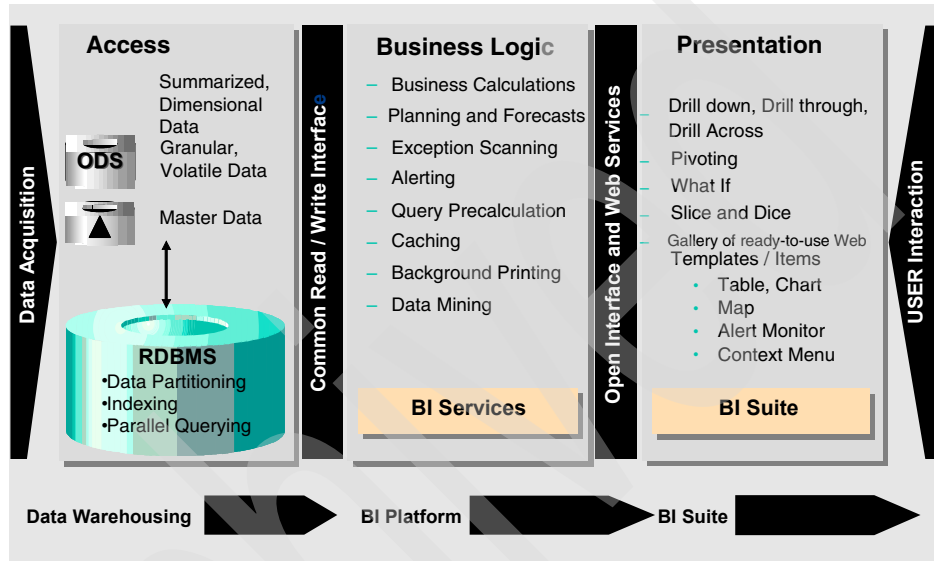 Data Acquisition
Access
Summarized,
Dimensional
Data
Granular,
Volatile Data
ODS
Master Data
RDBMS
•Data Partitioning
•Indexing
•Parallel Querying
Common Read / Write Interface
Business Logic
– Business Calculations
– Planning and Forecasts
– Exception Scanning
– Alerting
– Query Precalculation
– Caching
– Background Printing
– Data Mining
BI Services
Open Interface and Web Services
Presentation
– Drill down, Drill through,
Drill Across
– Pivoting
– What If
– Slice and Dice
– Gallery of ready-to-use Web
Templates / Items
• Table, Chart
• Map
• Alert Monitor
• Context Menu
BI Suite
USER Interaction
Data Warehousing
BI Platform
BI Suite